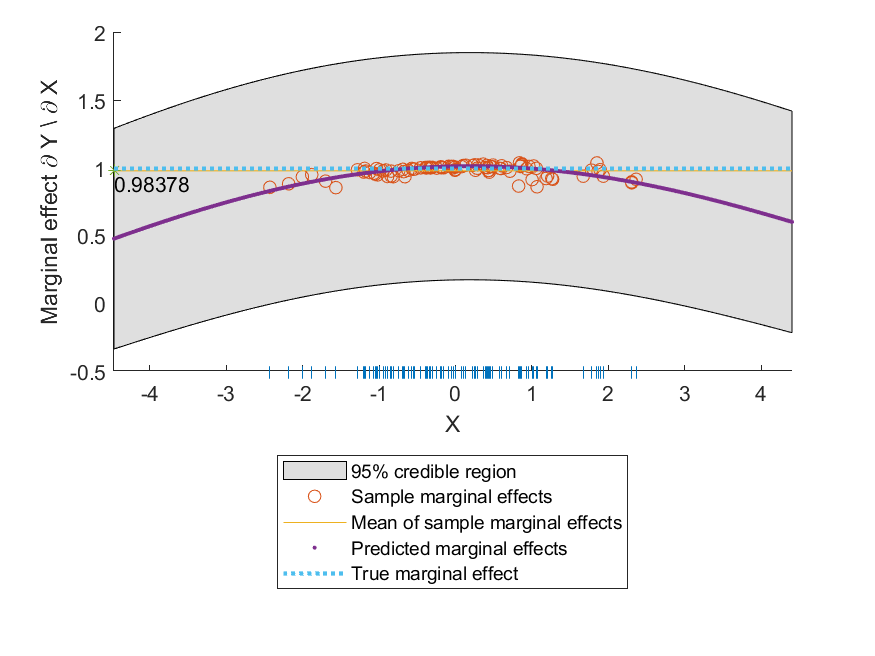 2
1.5
1
0.98378
0.5
0
-0.5
Marginal effect ∂ Y \ ∂ X
-4 -3 -2 -1 0 1 2 3 4
X
95% credible region
Sample marginal effects
Mean of sample marginal effects
Predicted marginal effects
True marginal effect